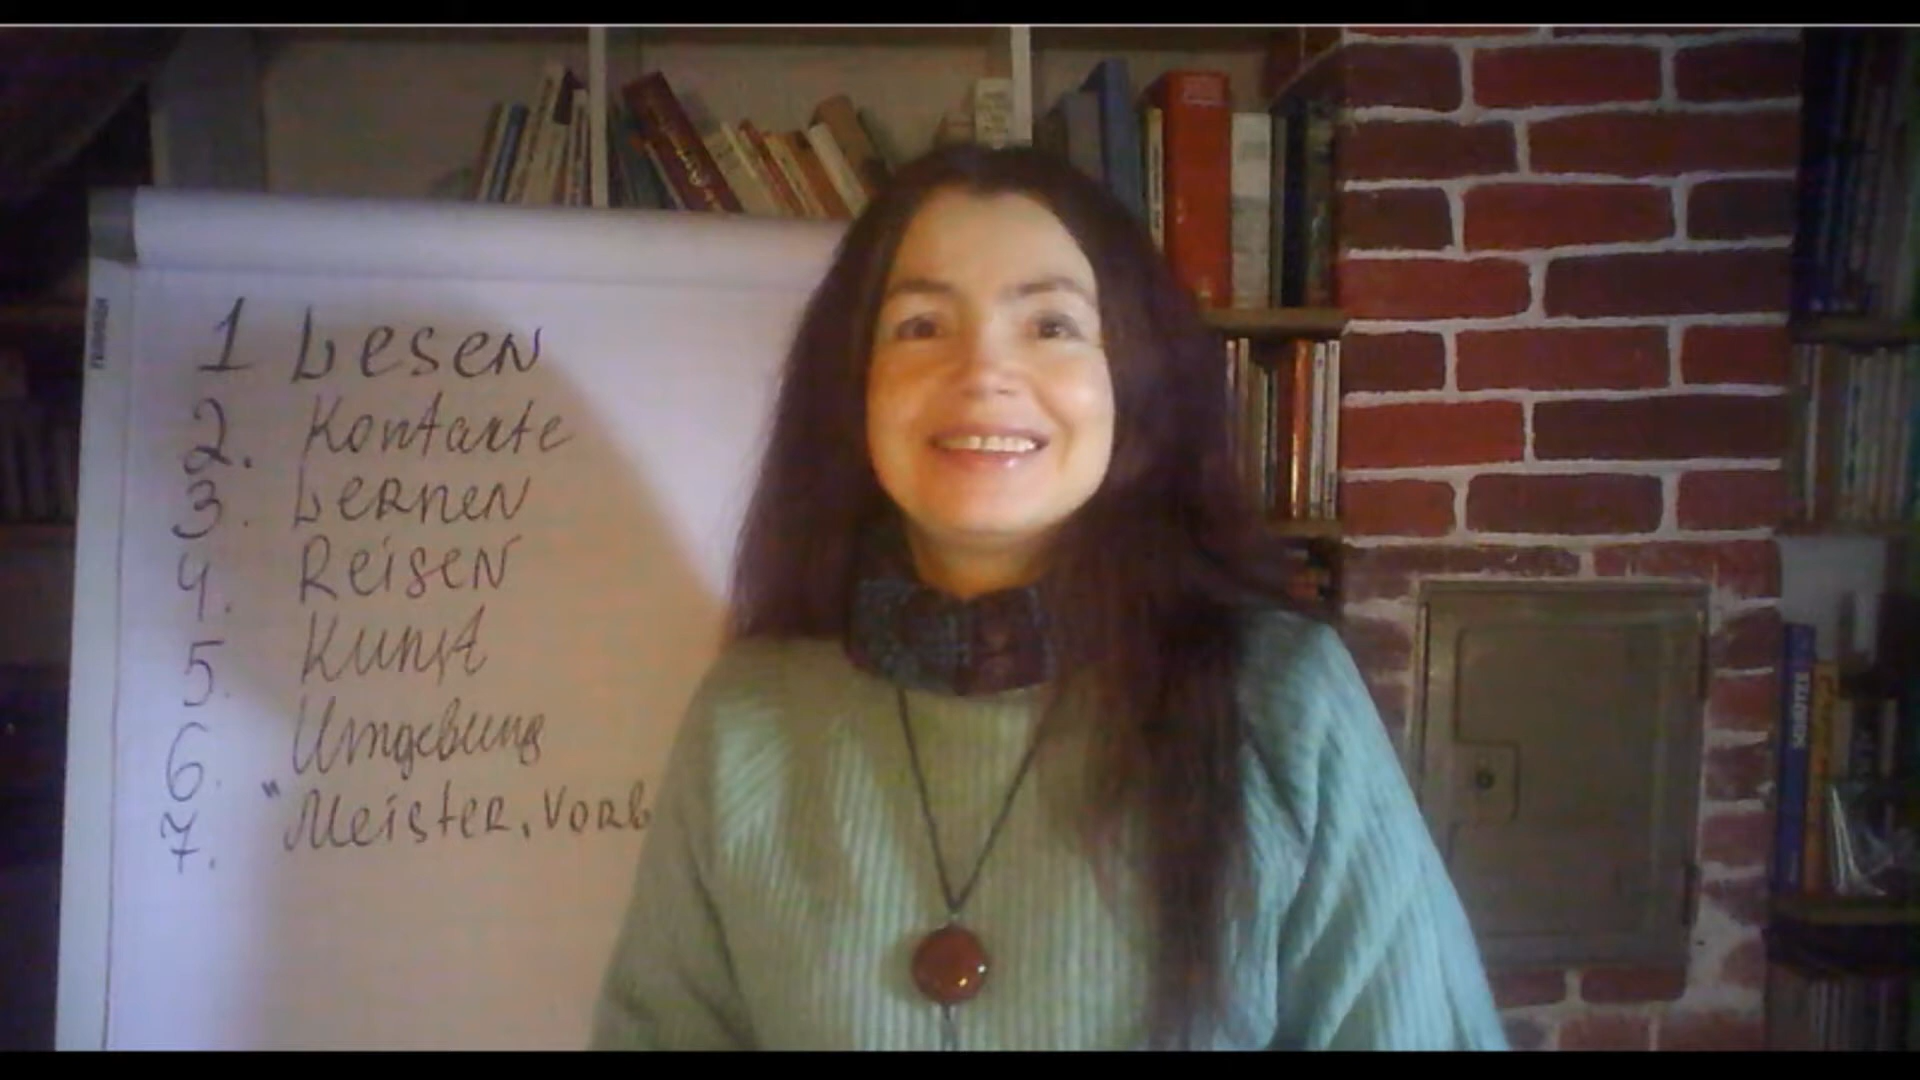 1 Lesen
2. Kontakte
3. Lernen
4. Reisen
5. Kunst
6. Umgebung
7. "Meister, Vorb